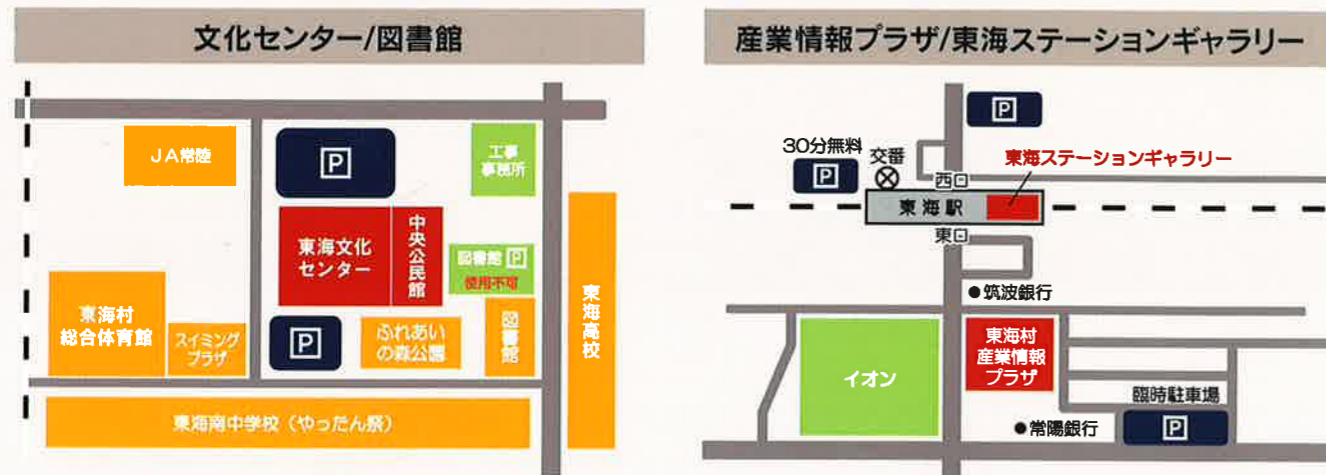 文化センター/図書館
JA常陸
P
工事
事務所
東海文化
センター
中央公民館
図書館 P
使用不可
東海村
総合体育館
スイミング
プラザ
P
ふれあい
の森公園
図書館
東海高校
東海南中学校（やったん祭）
産業情報プラザ/東海ステーションギャラリー
P
30分無料
P
交番
東海ステーションギャラリー
西口
東海駅
東口
●筑波銀行
イオン
東海村
産業情報
プラザ
臨時駐車場
P
●常陽銀行